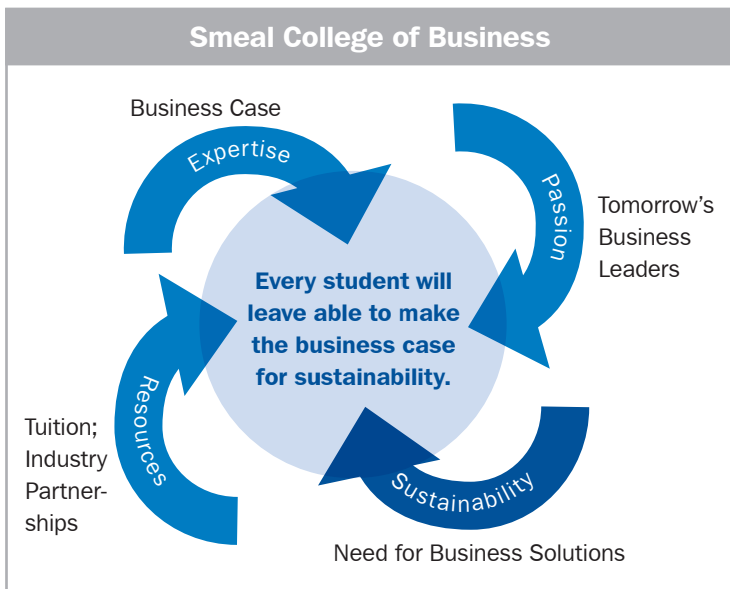 Smeal College of Business
Business Case
Expertise
Passion
Tomorrow’s
Business
Leaders
Every student will
leave able to make
the business case
for sustainability.
Resources
Tuition;
Industry
Partner-
ships
Sustainability
Need for Business Solutions